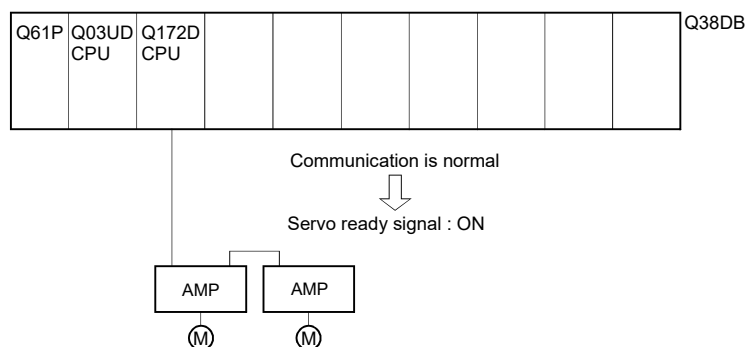 Q61P Q03UD Q172D Q38DB
CPU CPU
Communication is normal
Servo ready signal : ON
AMP AMP
M M